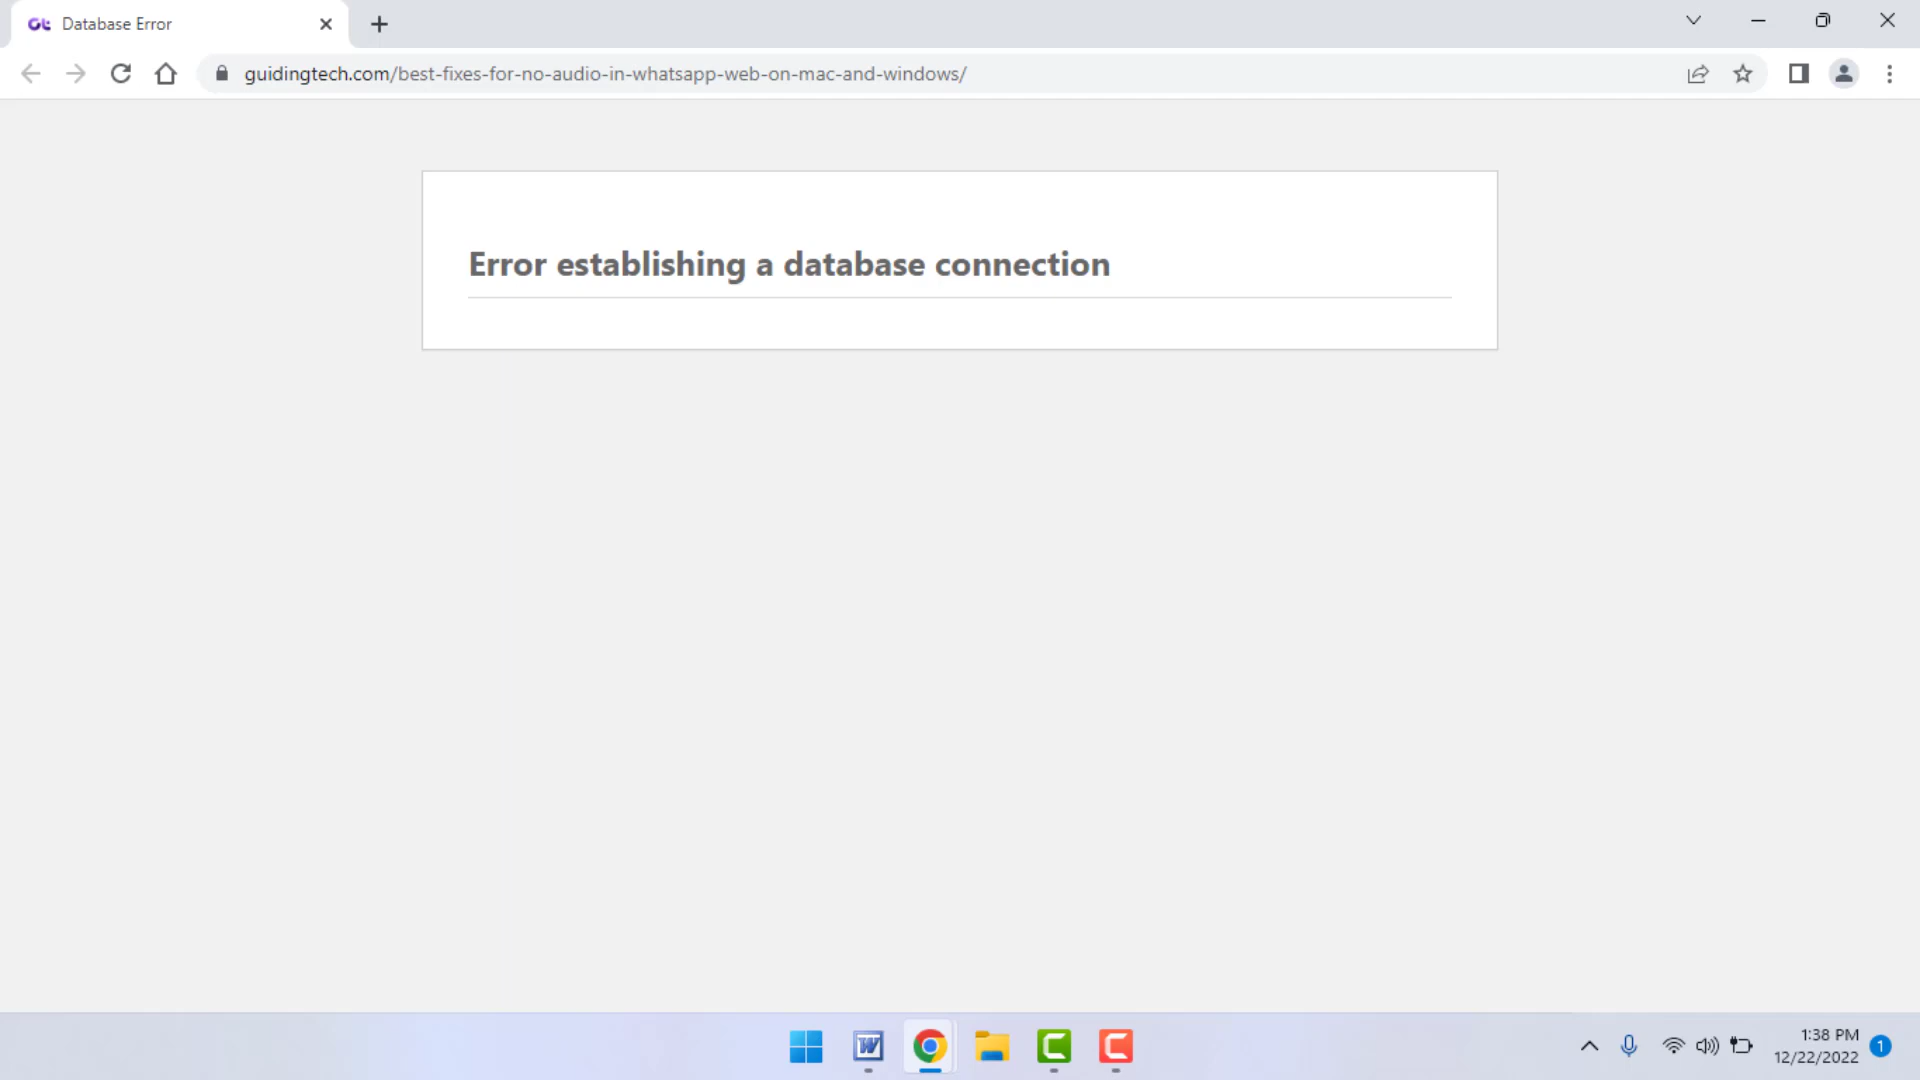 Gt Database Error
guidingtech.com/best-fixes-for-no-audio-in-whatsapp-web-on-mac-and-windows/
Error establishing a database connection
W
C
C
1:38 PM
12/22/2022
1